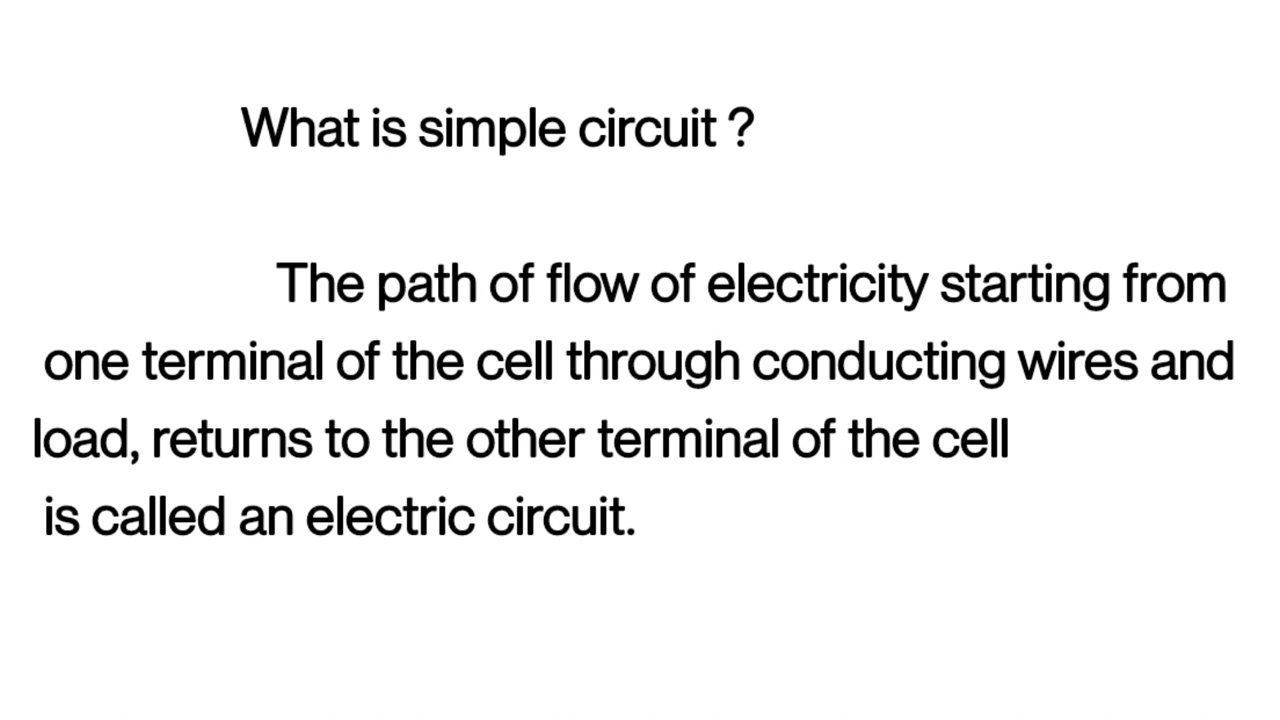 What is simple circuit ?
The path of flow of electricity starting from
one terminal of the cell through conducting wires and
load, returns to the other terminal of the cell
is called an electric circuit.